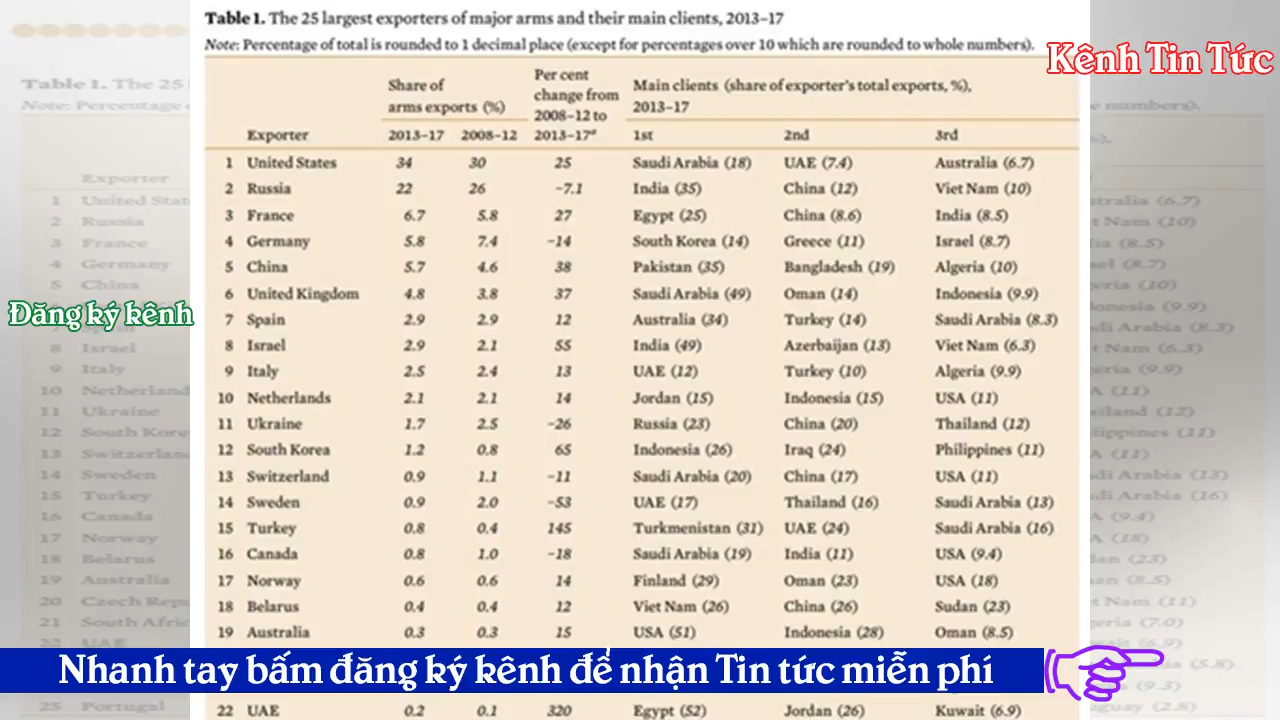 Table 1. The 25 largest exporters of major arms and their main clients, 2013–17
Note: Percentage of total is rounded to 1 decimal place (except for percentages over 10 which are rounded to whole numbers).
Kênh Tin Tức
Share of arms exports (%)
Per cent change from 2008–12 to 2013–17ᵃ
Main clients (share of exporter's total exports, %), 2013–17
Exporter 2013–17 2008–12 1st 2nd 3rd
1 United States 34 30 25 Saudi Arabia (18) UAE (7.4) Australia (6.7)
2 Russia 22 26 –7.1 India (35) China (12) Viet Nam (10)
3 France 6.7 5.8 27 Egypt (25) China (8.6) India (8.5)
4 Germany 5.8 7.4 –14 South Korea (14) Greece (11) Israel (8.7)
5 China 5.7 4.6 38 Pakistan (35) Bangladesh (19) Algeria (10)
6 United Kingdom 4.8 3.8 37 Saudi Arabia (49) Oman (14) Indonesia (9.9)
Đăng ký kênh
7 Spain 2.9 2.9 12 Australia (34) Turkey (14) Saudi Arabia (8.3)
8 Israel 2.9 2.1 55 India (49) Azerbaijan (13) Viet Nam (6.3)
9 Italy 2.5 2.4 13 UAE (12) Turkey (10) Algeria (9.9)
10 Netherlands 2.1 2.1 14 Jordan (15) Indonesia (15) USA (11)
11 Ukraine 1.7 2.5 –26 Russia (23) China (20) Thailand (12)
12 South Korea 1.2 0.8 65 Indonesia (26) Iraq (24) Philippines (11)
13 Switzerland 0.9 1.1 –11 Saudi Arabia (20) China (17) USA (11)
14 Sweden 0.9 2.0 –53 UAE (17) Thailand (16) Saudi Arabia (13)
15 Turkey 0.8 0.4 145 Turkmenistan (31) UAE (24) Saudi Arabia (16)
16 Canada 0.8 1.0 –18 Saudi Arabia (19) India (11) USA (9.4)
17 Norway 0.6 0.6 14 Finland (29) Oman (23) USA (18)
18 Belarus 0.4 0.4 12 Viet Nam (26) China (26) Sudan (23)
19 Australia 0.3 0.3 15 USA (51) Indonesia (28) Oman (8.5)
Nhanh tay bấm đăng ký kênh để nhận Tin tức miễn phí
22 UAE 0.2 0.1 320 Egypt (52) Jordan (26) Kuwait (6.9)